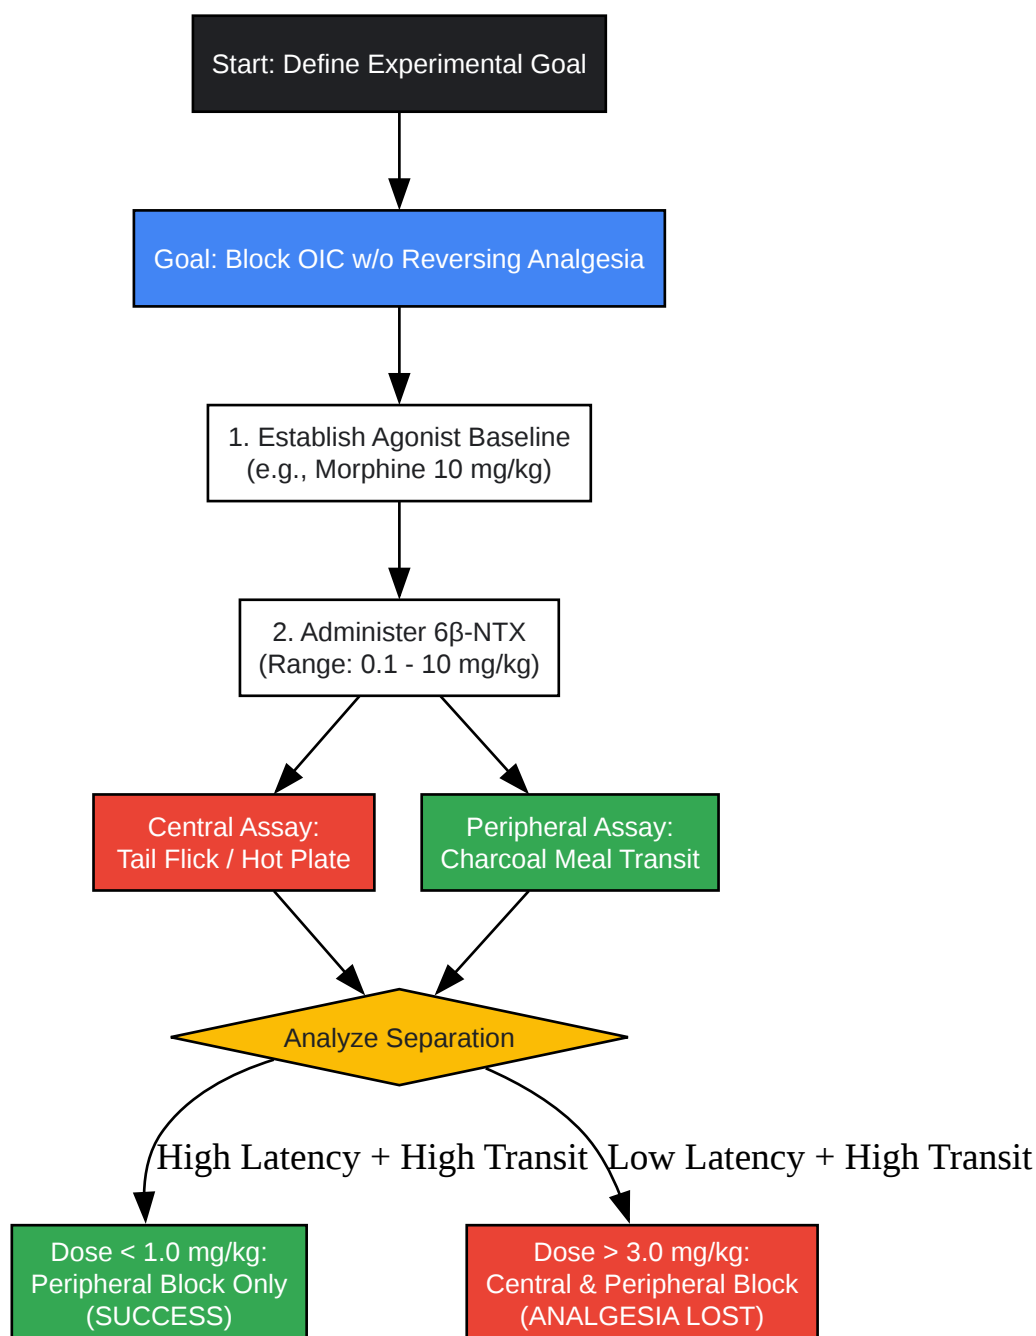 Start: Define Experimental Goal
Goal: Block OIC w/o Reversing Analgesia
1. Establish Agonist Baseline
(e.g., Morphine 10 mg/kg)
2. Administer 6β-NTX
(Range: 0.1 - 10 mg/kg)
Central Assay:
Tail Flick / Hot Plate
Peripheral Assay:
Charcoal Meal Transit
Analyze Separation
High Latency + High Transit
Low Latency + High Transit
Dose < 1.0 mg/kg:
Peripheral Block Only
(SUCCESS)
Dose > 3.0 mg/kg:
Central & Peripheral Block
(ANALGESIA LOST)